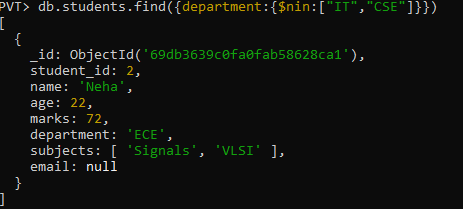 PVT> db.students.find({department:{$nin:["IT","CSE"]}})
[
  {
    _id: ObjectId('69db3639c0fa0fab58628ca1'),
    student_id: 2,
    name: 'Neha',
    age: 22,
    marks: 72,
    department: 'ECE',
    subjects: [ 'Signals', 'VLSI' ],
    email: null
  }
]